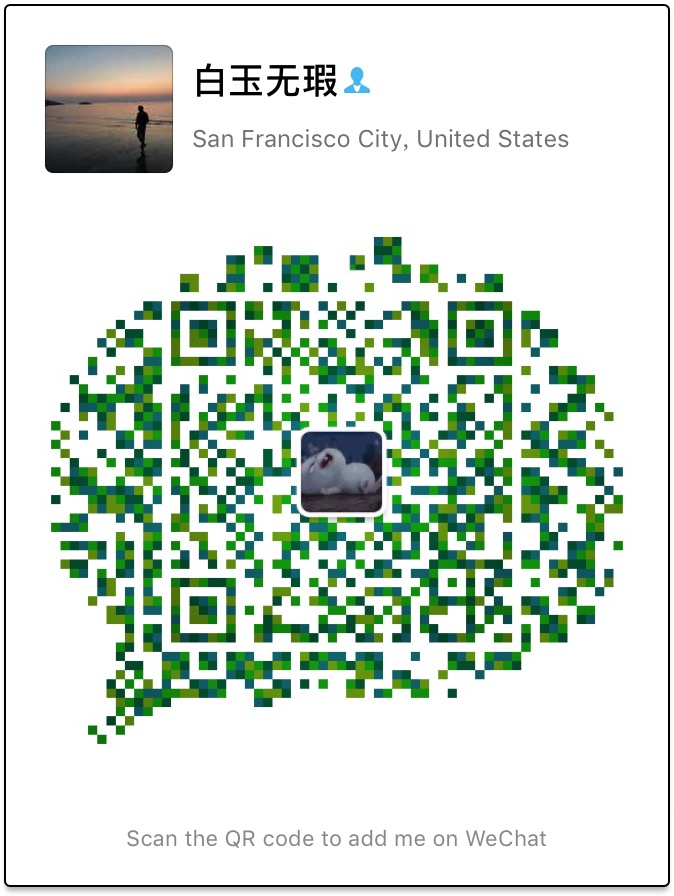 白玉无瑕
San Francisco City, United States
Scan the QR code to add me on WeChat